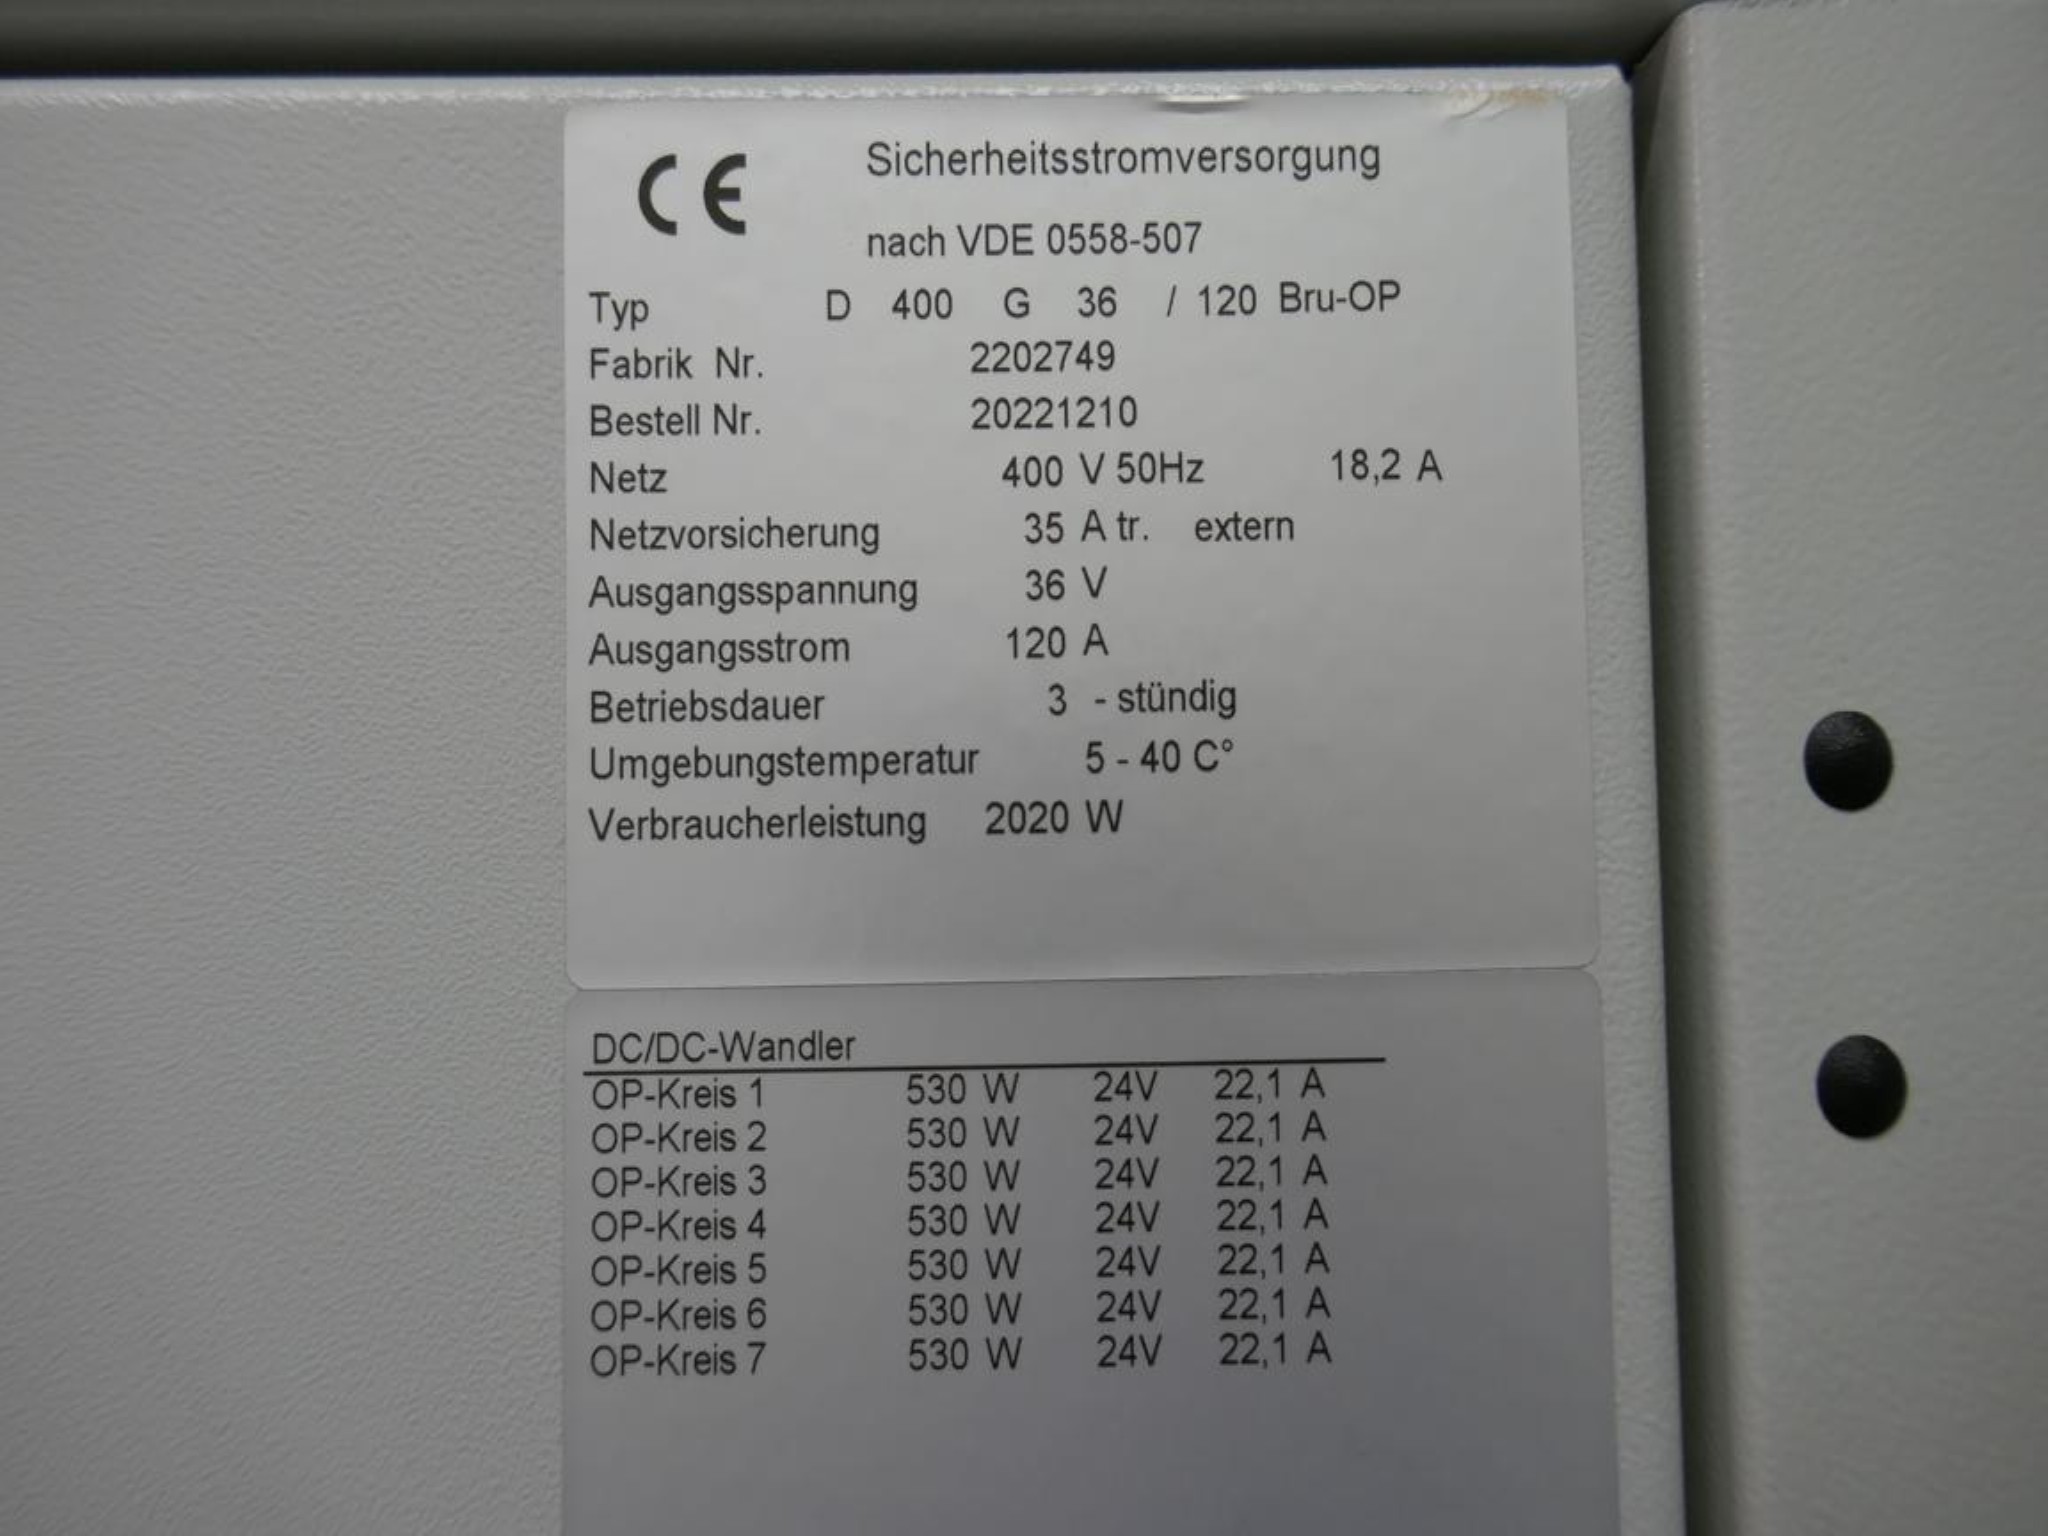 CE
Sicherheitsstromversorgung
nach VDE 0558-507
Typ D 400 G 36 / 120 Bru-OP
Fabrik Nr. 2202749
Bestell Nr. 20221210
Netz 400 V 50Hz 18,2 A
Netzvorsicherung 35 A tr. extern
Ausgangsspannung 36 V
Ausgangsstrom 120 A
Betriebsdauer 3 - stündig
Umgebungstemperatur 5 - 40 C°
Verbraucherleistung 2020 W
DC/DC-Wandler
OP-Kreis 1 530 W 24V 22,1 A
OP-Kreis 2 530 W 24V 22,1 A
OP-Kreis 3 530 W 24V 22,1 A
OP-Kreis 4 530 W 24V 22,1 A
OP-Kreis 5 530 W 24V 22,1 A
OP-Kreis 6 530 W 24V 22,1 A
OP-Kreis 7 530 W 24V 22,1 A